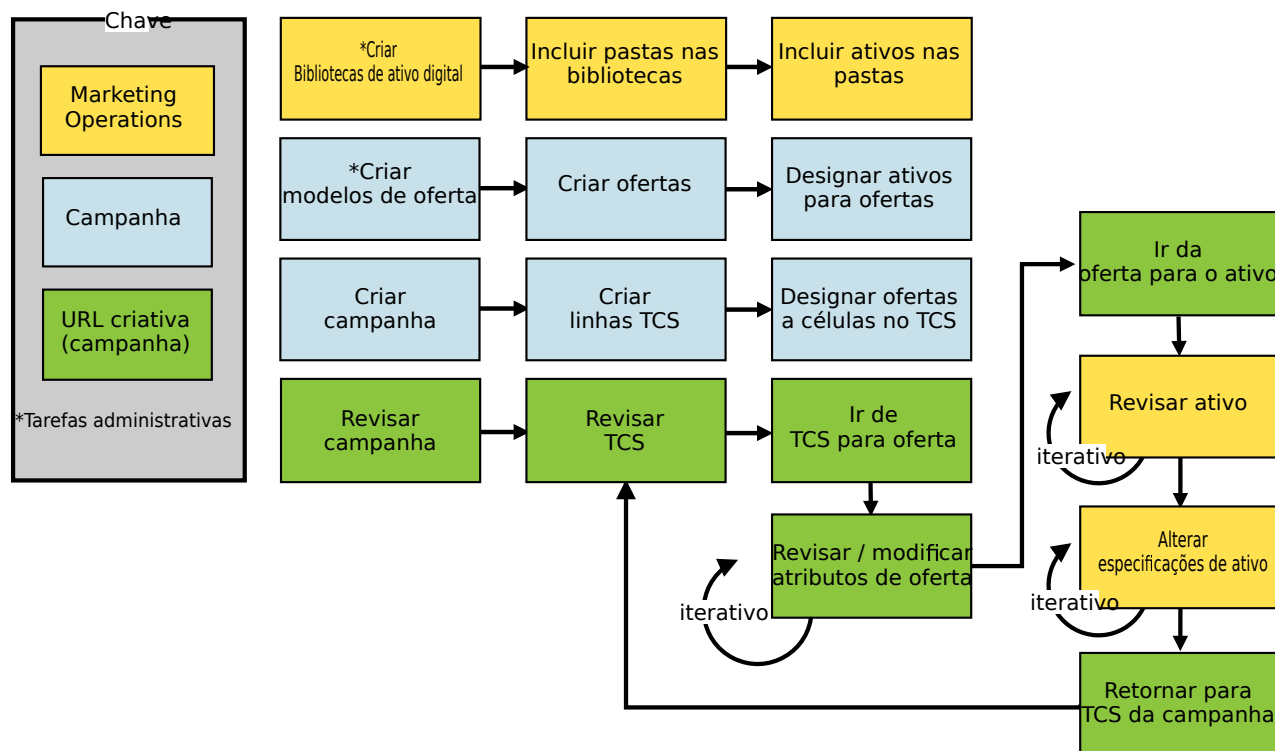 Chave
Marketing
Operations
Campanha
URL criativa
(campanha)
*Tarefas administrativas
*Criar
Bibliotecas de ativo digital
Incluir pastas nas
bibliotecas
Incluir ativos nas
pastas
*Criar
modelos de oferta
Criar ofertas
Designar ativos
para ofertas
Criar
campanha
Criar
linhas TCS
Designar ofertas
a células no TCS
Revisar
campanha
Revisar
TCS
Ir de
TCS para oferta
Revisar / modificar
atributos de oferta
iterativo
Ir da
oferta para o ativo
Revisar ativo
iterativo
Alterar
especificações de ativo
iterativo
Retornar para
TCS da campanha